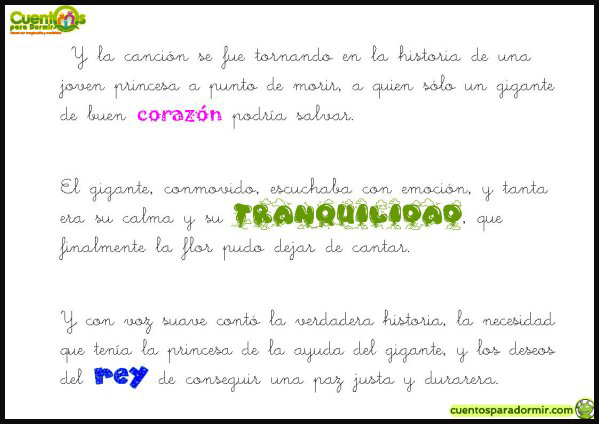 Cuentos
para Dormir
Y la canción se fue tornando en la historia de una
joven princesa a punto de morir, a quien sólo un gigante
de buen corazón podría salvar.
El gigante, conmovido, escuchaba con emoción, y tanta
era su calma y su TRANQUILIDAD, que
finalmente la flor pudo dejar de cantar.
Y con voz suave contó la verdadera historia, la necesidad
que tenía la princesa de la ayuda del gigante, y los deseos
del rey de conseguir una paz justa y durarera.
cuentosparadormir.com